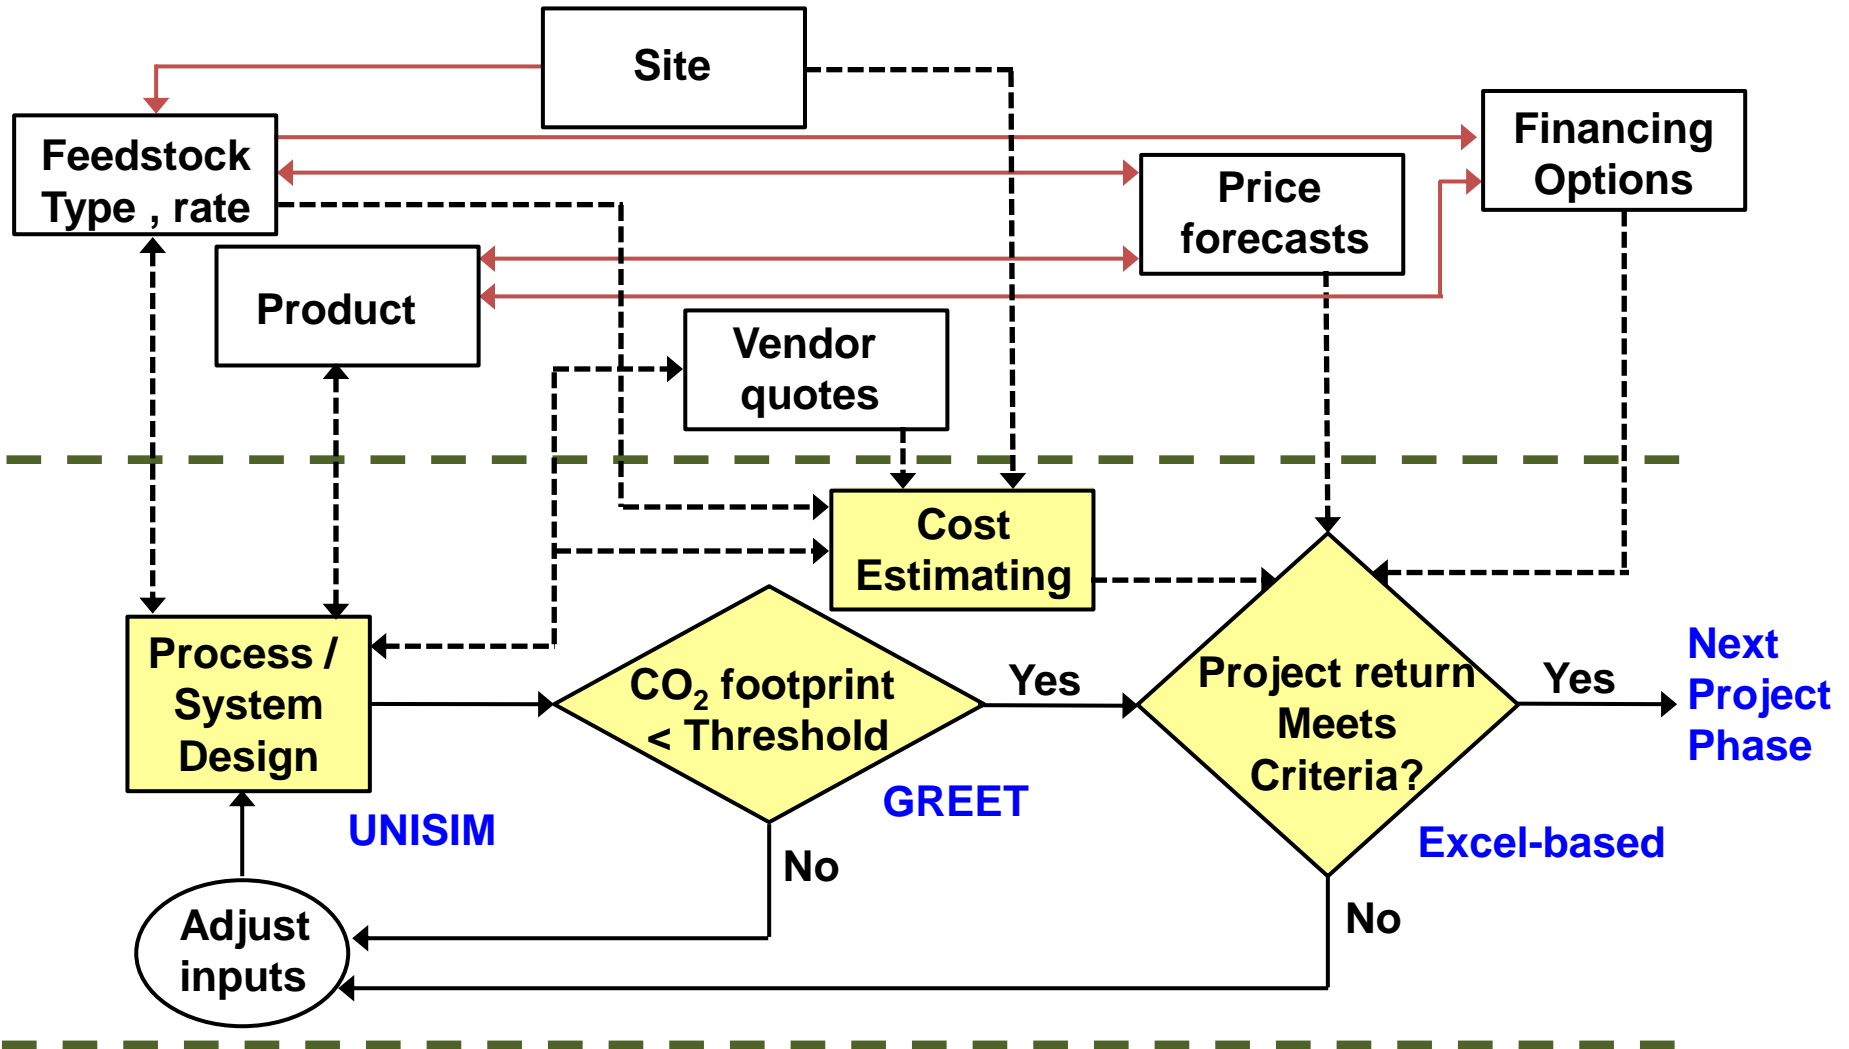 Site
Feedstock
Type , rate
Financing
Options
Price
forecasts
Product
Vendor
quotes
Cost
Estimating
Process /
System
Design
UNISIM
CO₂ footprint
< Threshold
GREET
Yes
No
Project return
Meets
Criteria?
Excel-based
Yes
No
Next
Project
Phase
Adjust
inputs